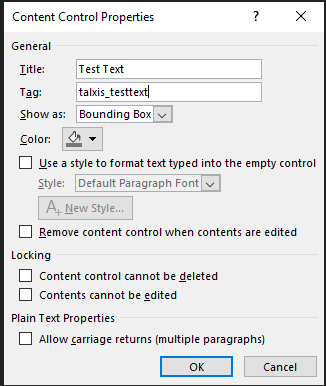 Content Control Properties
General
Title: Test Text
Tag: talxis_testtext
Show as: Bounding Box
Color:
Use a style to format text typed into the empty control
Style: Default Paragraph Font
A+ New Style...
Remove content control when contents are edited
Locking
Content control cannot be deleted
Contents cannot be edited
Plain Text Properties
Allow carriage returns (multiple paragraphs)
OK Cancel